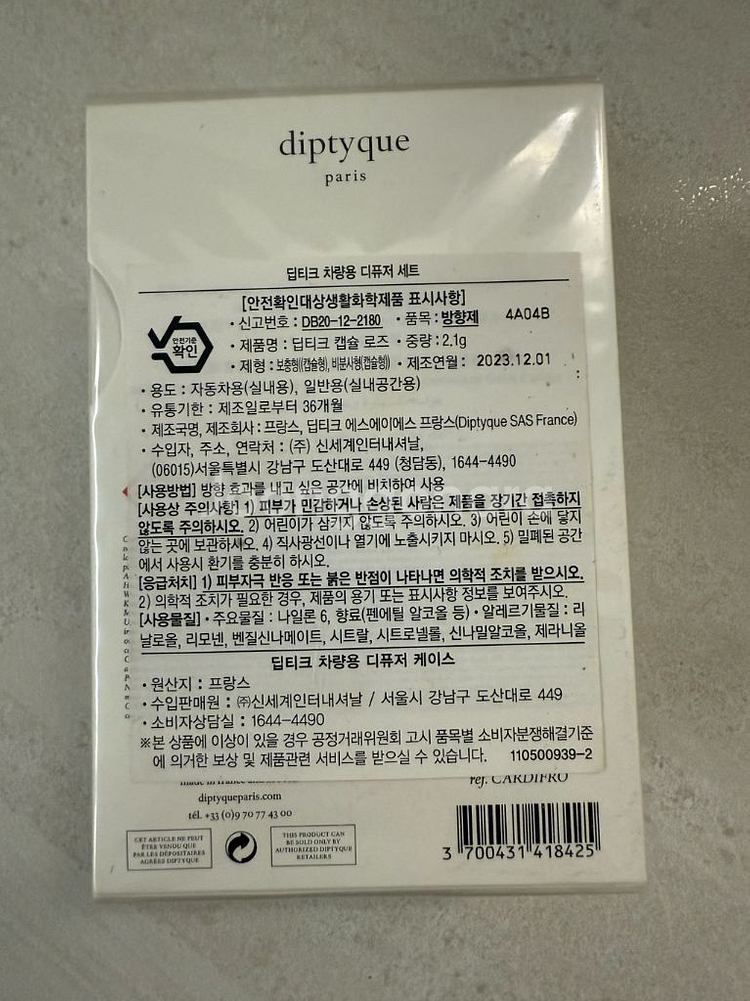 diptyque
paris
딥티크 차량용 디퓨저 세트
[안전확인대상생활화학제품 표시사항]
안전기준
확인
· 신고번호 : DB20-12-2180 · 품목 : 방향제 4A04B
· 제품명 : 딥티크 캡슐 로즈 · 중량 : 2.1g
· 제형 : 보충형(캡슐형), 비분사형(캡슐형) · 제조연월 : 2023.12.01
· 용도 : 자동차용(실내용), 일반용(실내공간용)
· 유통기한 : 제조일로부터 36개월
· 제조국명, 제조회사 : 프랑스, 딥티크 에스에이에스 프랑스(Diptyque SAS France)
· 수입자, 주소, 연락처 : (주) 신세계인터내셔날,
(06015)서울특별시 강남구 도산대로 449 (청담동), 1644-4490
[사용방법] 방향 효과를 내고 싶은 공간에 비치하여 사용
[사용상 주의사항] 1) 피부가 민감하거나 손상된 사람은 제품을 장기간 접촉하지
않도록 주의하시오. 2) 어린이가 삼키지 않도록 주의하시오. 3) 어린이 손에 닿지
않는 곳에 보관하세오. 4) 직사광선이나 열기에 노출시키지 마시오. 5) 밀폐된 공간
에서 사용시 환기를 충분히 하시오.
[응급처치] 1) 피부자극 반응 또는 붉은 반점이 나타나면 의학적 조치를 받으시오.
2) 의학적 조치가 필요한 경우, 제품의 용기 또는 표시사항 정보를 보여주시오.
[사용물질] · 주요물질 : 나일론 6, 향료(펜에틸 알코올 등) · 알레르기물질 : 리
날로올, 리모넨, 벤질신나메이트, 시트랄, 시트로넬롤, 신나밀알코올, 제라니올
딥티크 차량용 디퓨저 케이스
· 원산지 : 프랑스
· 수입판매원 : ㈜신세계인터내셔날 / 서울시 강남구 도산대로 449
· 소비자상담실 : 1644-4490
※본 상품에 이상이 있을 경우 공정거래위원회 고시 품목별 소비자분쟁해결기준
에 의거한 보상 및 제품관련 서비스를 받으실 수 있습니다. 110500939-2
made in france réf. CARDIFRO
diptyqueparis.com
tél. +33 (0)9 70 77 43 00
CET ARTICLE NE PEUT
ÊTRE VENDU QUE
PAR LES DÉPOSITAIRES
AGRÉÉS DIPTYQUE
THIS PRODUCT CAN
BE SOLD ONLY BY
AUTHORIZED DIPTYQUE
RETAILERS
3 700431 418425